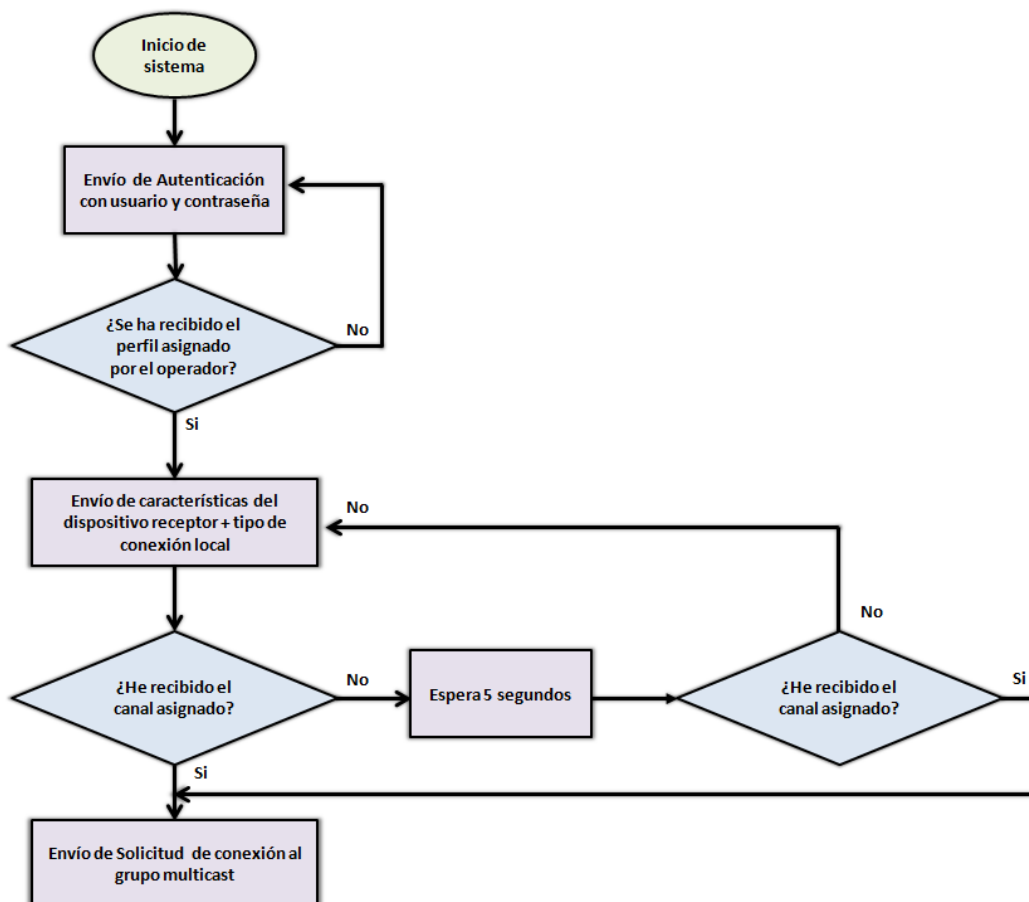 Inicio de
sistema
Envío de Autenticación
con usuario y contraseña
¿Se ha recibido el
perfil asignado
por el operador?
No
Si
Envío de características del
dispositivo receptor + tipo de
conexión local
No
No
¿He recibido el
canal asignado?
No
Espera 5 segundos
¿He recibido el
canal asignado?
Si
Si
Envío de Solicitud de conexión al
grupo multicast